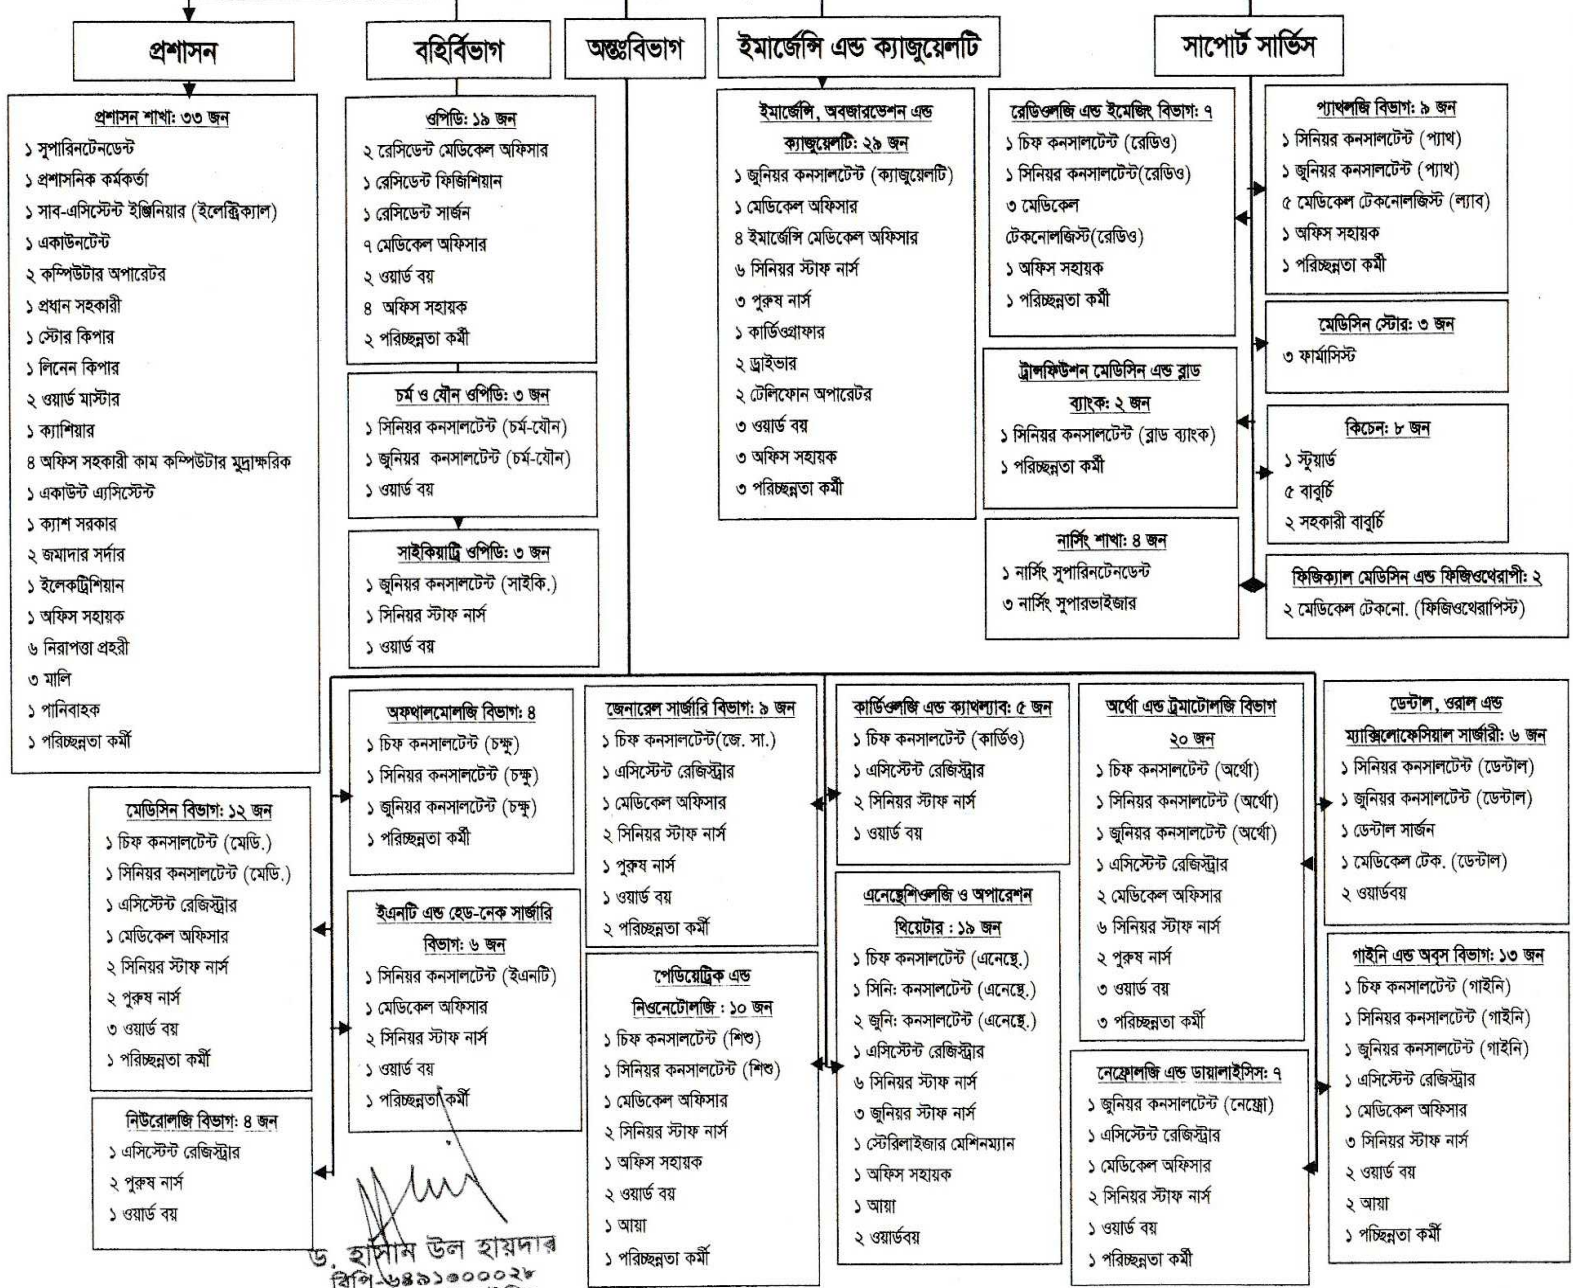 প্রশাসন
বহির্বিভাগ
অন্তঃবিভাগ
ইমার্জেন্সি এন্ড ক্যাজুয়েলটি
সাপোর্ট সার্ভিস
প্রশাসন শাখা: ৩৩ জন
১ সুপারিনটেনডেন্ট
১ প্রশাসনিক কর্মকর্তা
১ সাব-এসিস্টেন্ট ইঞ্জিনিয়ার (ইলেক্ট্রিক্যাল)
১ একাউনটেন্ট
২ কম্পিউটার অপারেটর
১ প্রধান সহকারী
১ স্টোর কিপার
১ লিনেন কিপার
২ ওয়ার্ড মাস্টার
১ ক্যাশিয়ার
৪ অফিস সহকারী কাম কম্পিউটার মুদ্রাক্ষরিক
১ একাউন্ট এ্যসিস্টেন্ট
১ ক্যাশ সরকার
২ জমাদার সর্দার
১ ইলেকট্রিশিয়ান
১ অফিস সহায়ক
৬ নিরাপত্তা প্রহরী
৩ মালি
১ পানিবাহক
১ পরিচ্ছন্নতা কর্মী
ওপিডি: ১৯ জন
২ রেসিডেন্ট মেডিকেল অফিসার
১ রেসিডেন্ট ফিজিশিয়ান
১ রেসিডেন্ট সার্জন
৭ মেডিকেল অফিসার
২ ওয়ার্ড বয়
৪ অফিস সহায়ক
২ পরিচ্ছন্নতা কর্মী
চর্ম ও যৌন ওপিডি: ৩ জন
১ সিনিয়র কনসালটেন্ট (চর্ম-যৌন)
১ জুনিয়র কনসালটেন্ট (চর্ম-যৌন)
১ ওয়ার্ড বয়
সাইকিয়াট্রি ওপিডি: ৩ জন
১ জুনিয়র কনসালটেন্ট (সাইকি.)
১ সিনিয়র স্টাফ নার্স
১ ওয়ার্ড বয়
ইমার্জেন্সি, অবজারভেশন এন্ড
ক্যাজুয়েলটি: ২৯ জন
১ জুনিয়র কনসালটেন্ট (ক্যাজুয়েলটি)
১ মেডিকেল অফিসার
৪ ইমার্জেন্সি মেডিকেল অফিসার
৬ সিনিয়র স্টাফ নার্স
৩ পুরুষ নার্স
১ কার্ডিওগ্রাফার
২ ড্রাইভার
২ টেলিফোন অপারেটর
৩ ওয়ার্ড বয়
৩ অফিস সহায়ক
৩ পরিচ্ছন্নতা কর্মী
রেডিওলজি এন্ড ইমেজিং বিভাগ: ৭
১ চিফ কনসালটেন্ট (রেডিও)
১ সিনিয়র কনসালটেন্ট(রেডিও)
৩ মেডিকেল
টেকনোলজিস্ট(রেডিও)
১ অফিস সহায়ক
১ পরিচ্ছন্নতা কর্মী
ট্রান্সফিউশন মেডিসিন এন্ড ব্লাড
ব্যাংক: ২ জন
১ সিনিয়র কনসালটেন্ট (ব্লাড ব্যাংক)
১ পরিচ্ছন্নতা কর্মী
নার্সিং শাখা: ৪ জন
১ নার্সিং সুপারিনটেনডেন্ট
৩ নার্সিং সুপারভাইজার
প্যাথলজি বিভাগ: ৯ জন
১ সিনিয়র কনসালটেন্ট (প্যাথ)
১ জুনিয়র কনসালটেন্ট (প্যাথ)
৫ মেডিকেল টেকনোলজিস্ট (ল্যাব)
১ অফিস সহায়ক
১ পরিচ্ছন্নতা কর্মী
মেডিসিন স্টোর: ৩ জন
৩ ফার্মাসিস্ট
কিচেন: ৮ জন
১ স্টুয়ার্ড
৫ বাবুর্চি
২ সহকারী বাবুর্চি
ফিজিক্যাল মেডিসিন এন্ড ফিজিওথেরাপী: ২
২ মেডিকেল টেকনো. (ফিজিওথেরাপিস্ট)
মেডিসিন বিভাগ: ১২ জন
১ চিফ কনসালটেন্ট (মেডি.)
১ সিনিয়র কনসালটেন্ট (মেডি.)
১ এসিস্টেন্ট রেজিস্ট্রার
১ মেডিকেল অফিসার
২ সিনিয়র স্টাফ নার্স
২ পুরুষ নার্স
৩ ওয়ার্ড বয়
১ পরিচ্ছন্নতা কর্মী
নিউরোলজি বিভাগ: ৪ জন
১ এসিস্টেন্ট রেজিস্ট্রার
২ পুরুষ নার্স
১ ওয়ার্ড বয়
অফথালমোলজি বিভাগ: ৪
১ চিফ কনসালটেন্ট (চক্ষু)
১ সিনিয়র কনসালটেন্ট (চক্ষু)
১ জুনিয়র কনসালটেন্ট (চক্ষু)
১ পরিচ্ছন্নতা কর্মী
ইএনটি এন্ড হেড-নেক সার্জারি
বিভাগ: ৬ জন
১ সিনিয়র কনসালটেন্ট (ইএনটি)
১ মেডিকেল অফিসার
২ সিনিয়র স্টাফ নার্স
১ ওয়ার্ড বয়
১ পরিচ্ছন্নতা কর্মী
জেনারেল সার্জারি বিভাগ: ৯ জন
১ চিফ কনসালটেন্ট(জে. সা.)
১ এসিস্টেন্ট রেজিস্ট্রার
১ মেডিকেল অফিসার
২ সিনিয়র স্টাফ নার্স
১ পুরুষ নার্স
১ ওয়ার্ড বয়
২ পরিচ্ছন্নতা কর্মী
পেডিয়েট্রিক এন্ড
নিওনেটোলজি : ১০ জন
১ চিফ কনসালটেন্ট (শিশু)
১ সিনিয়র কনসালটেন্ট (শিশু)
১ মেডিকেল অফিসার
২ সিনিয়র স্টাফ নার্স
১ অফিস সহায়ক
২ ওয়ার্ড বয়
১ আয়া
১ পরিচ্ছন্নতা কর্মী
কার্ডিওলজি এন্ড ক্যাথল্যাব: ৫ জন
১ চিফ কনসালটেন্ট (কার্ডিও)
১ এসিস্টেন্ট রেজিস্ট্রার
২ সিনিয়র স্টাফ নার্স
১ ওয়ার্ড বয়
এনেস্থেশিওলজি ও অপারেশন
থিয়েটার : ১৯ জন
১ চিফ কনসালটেন্ট (এনেস্থে.)
১ সিনি: কনসালটেন্ট (এনেস্থে.)
২ জুনি: কনসালটেন্ট (এনেস্থে.)
১ এসিস্টেন্ট রেজিস্ট্রার
৬ সিনিয়র স্টাফ নার্স
৩ জুনিয়র স্টাফ নার্স
১ স্টেরিলাইজার মেশিনম্যান
১ অফিস সহায়ক
১ আয়া
২ ওয়ার্ডবয়
অর্থো এন্ড ট্রমাটোলজি বিভাগ
২০ জন
১ চিফ কনসালটেন্ট (অর্থো)
১ সিনিয়র কনসালটেন্ট (অর্থো)
১ জুনিয়র কনসালটেন্ট (অর্থো)
১ এসিস্টেন্ট রেজিস্ট্রার
২ মেডিকেল অফিসার
৬ সিনিয়র স্টাফ নার্স
২ পুরুষ নার্স
৩ ওয়ার্ড বয়
৩ পরিচ্ছন্নতা কর্মী
নেফ্রোলজি এন্ড ডায়ালাইসিস: ৭
১ জুনিয়র কনসালটেন্ট (নেফ্রো)
১ এসিস্টেন্ট রেজিস্ট্রার
১ মেডিকেল অফিসার
২ সিনিয়র স্টাফ নার্স
১ ওয়ার্ড বয়
১ পরিচ্ছন্নতা কর্মী
ডেন্টাল, ওরাল এন্ড
ম্যাক্সিলোফেসিয়াল সার্জারী: ৬ জন
১ সিনিয়র কনসালটেন্ট (ডেন্টাল)
১ জুনিয়র কনসালটেন্ট (ডেন্টাল)
১ ডেন্টাল সার্জন
১ মেডিকেল টেক. (ডেন্টাল)
২ ওয়ার্ডবয়
গাইনি এন্ড অবস বিভাগ: ১৩ জন
১ চিফ কনসালটেন্ট (গাইনি)
১ সিনিয়র কনসালটেন্ট (গাইনি)
১ জুনিয়র কনসালটেন্ট (গাইনি)
১ এসিস্টেন্ট রেজিস্ট্রার
১ মেডিকেল অফিসার
৩ সিনিয়র স্টাফ নার্স
২ ওয়ার্ড বয়
২ আয়া
১ পচ্ছিন্নতা কর্মী
ড. হাসান উল হায়দার
বিপি-৬৪৯১০০০০২৮